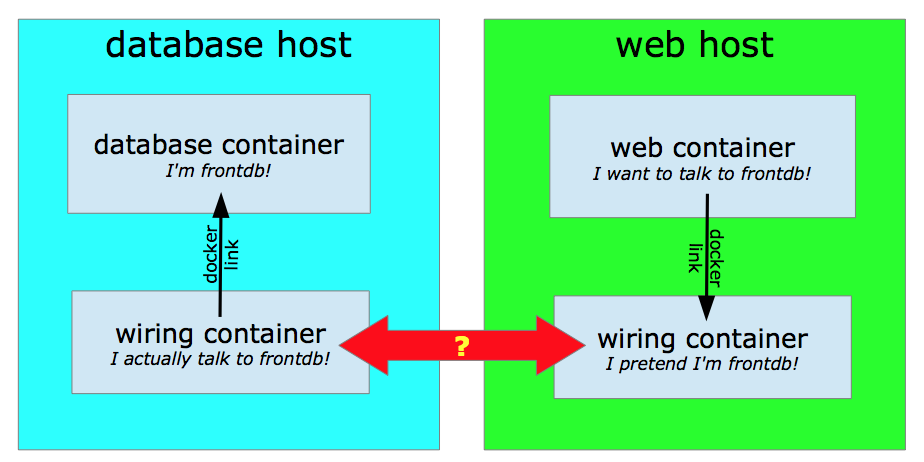 database host
database container
I'm frontdb!
docker
link
wiring container
I actually talk to frontdb!
?
web host
web container
I want to talk to frontdb!
docker
link
wiring container
I pretend I'm frontdb!